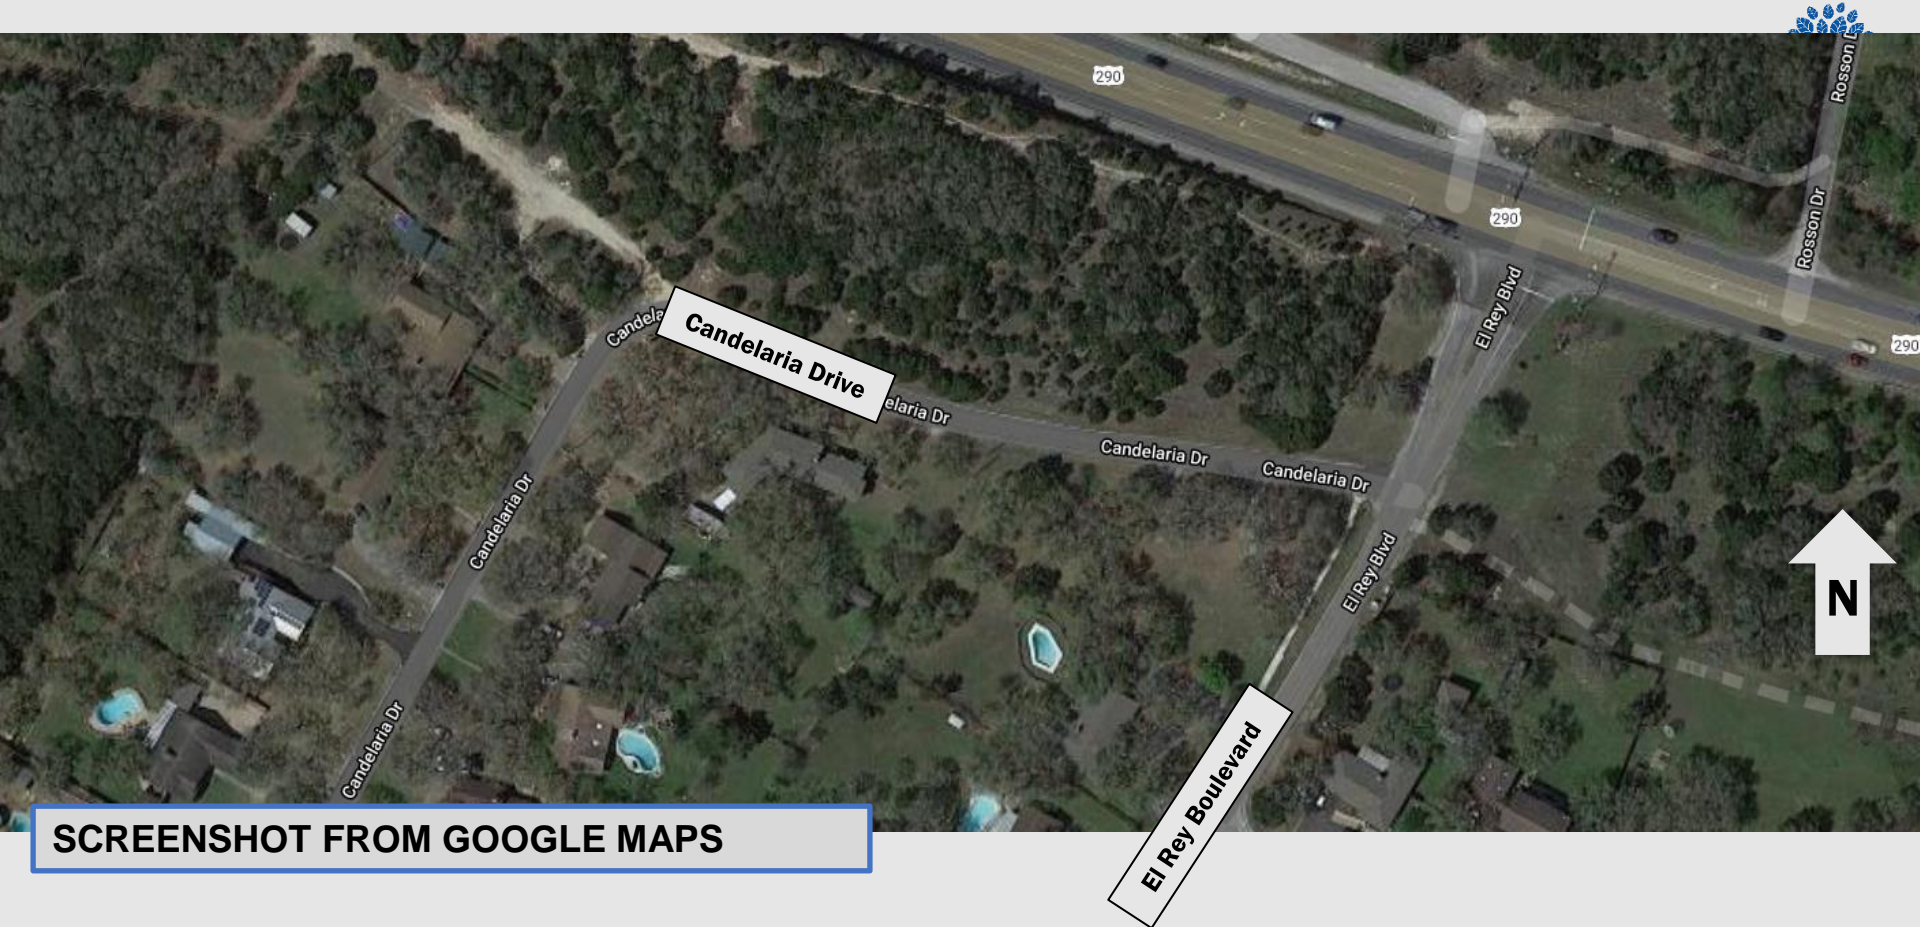 290
Rosson D
290
Rosson Dr
El Rey Blvd
290
Candela
Candelaria Drive
elaria Dr
Candelaria Dr
Candelaria Dr
Candelaria Dr
El Rey Blvd
N
Candelaria Dr
El Rey Boulevard
SCREENSHOT FROM GOOGLE MAPS